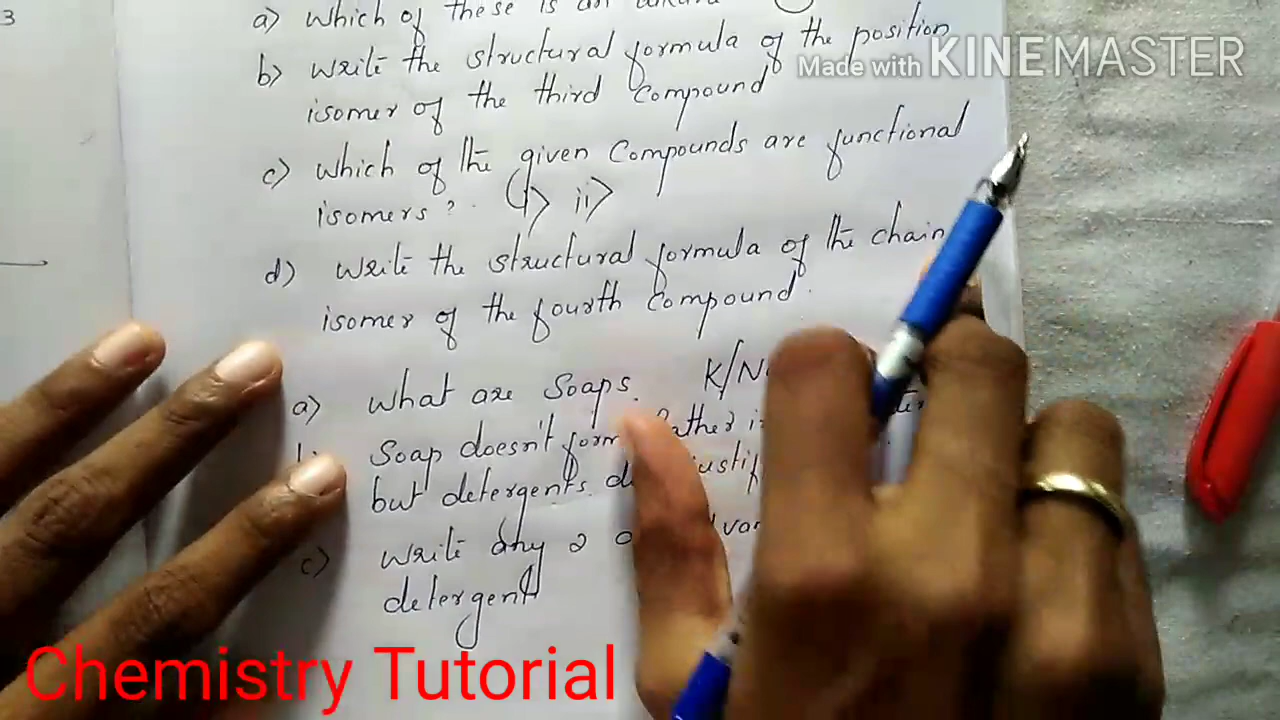 3
a) Which of these is an
b) Write the structural formula of the position
isomer of the third Compound
Made with KINEMASTER
c) Which of the given Compounds are functional
isomers? i) ii)
d) Write the structural formula of the chain
isomer of the fourth Compound.
a) What are Soaps. K/N
Soap doesn't form
but detergents justif
c) Write any 2
detergent
Chemistry Tutorial